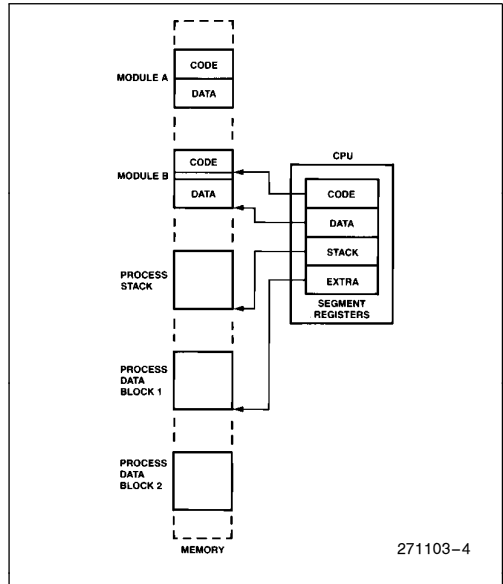 CODE
MODULE A
DATA
CPU
CODE
MODULE B
DATA
CODE
DATA
STACK
EXTRA
SEGMENT
REGISTERS
PROCESS
STACK
PROCESS
DATA
BLOCK 1
PROCESS
DATA
BLOCK 2
MEMORY
271103–4